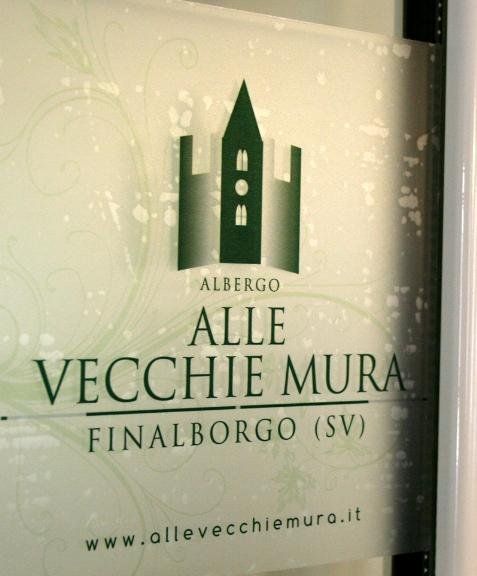 ALBERGO
ALLE
VECCHIE MURA
FINALBORGO (SV)
www.allevecchiemura.it